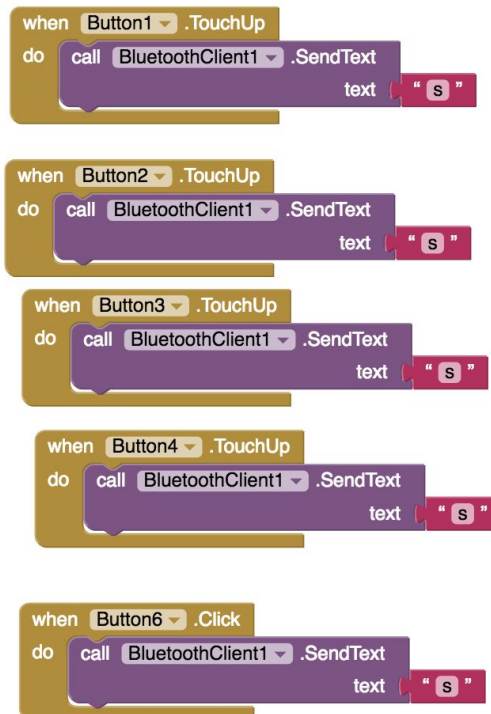 when Button1 .TouchUp
do call BluetoothClient1 .SendText
text " s "
when Button2 .TouchUp
do call BluetoothClient1 .SendText
text " s "
when Button3 .TouchUp
do call BluetoothClient1 .SendText
text " s "
when Button4 .TouchUp
do call BluetoothClient1 .SendText
text " s "
when Button6 .Click
do call BluetoothClient1 .SendText
text " s "